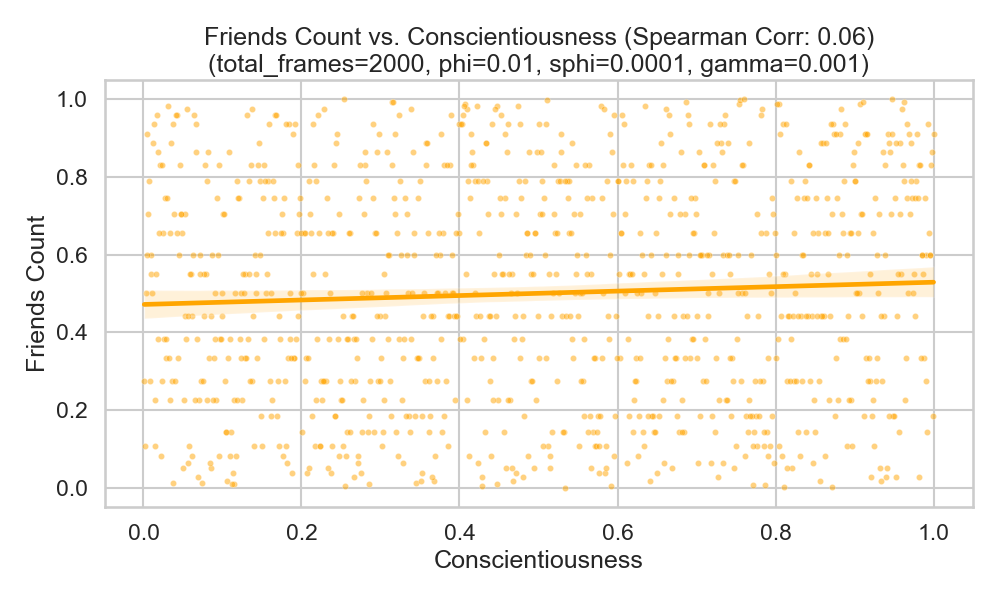 Friends Count vs. Conscientiousness (Spearman Corr: 0.06)
(total_frames=2000, phi=0.01, sphi=0.0001, gamma=0.001)
1.0
0.8
0.6
0.4
0.2
0.0
Friends Count
0.0 0.2 0.4 0.6 0.8 1.0
Conscientiousness